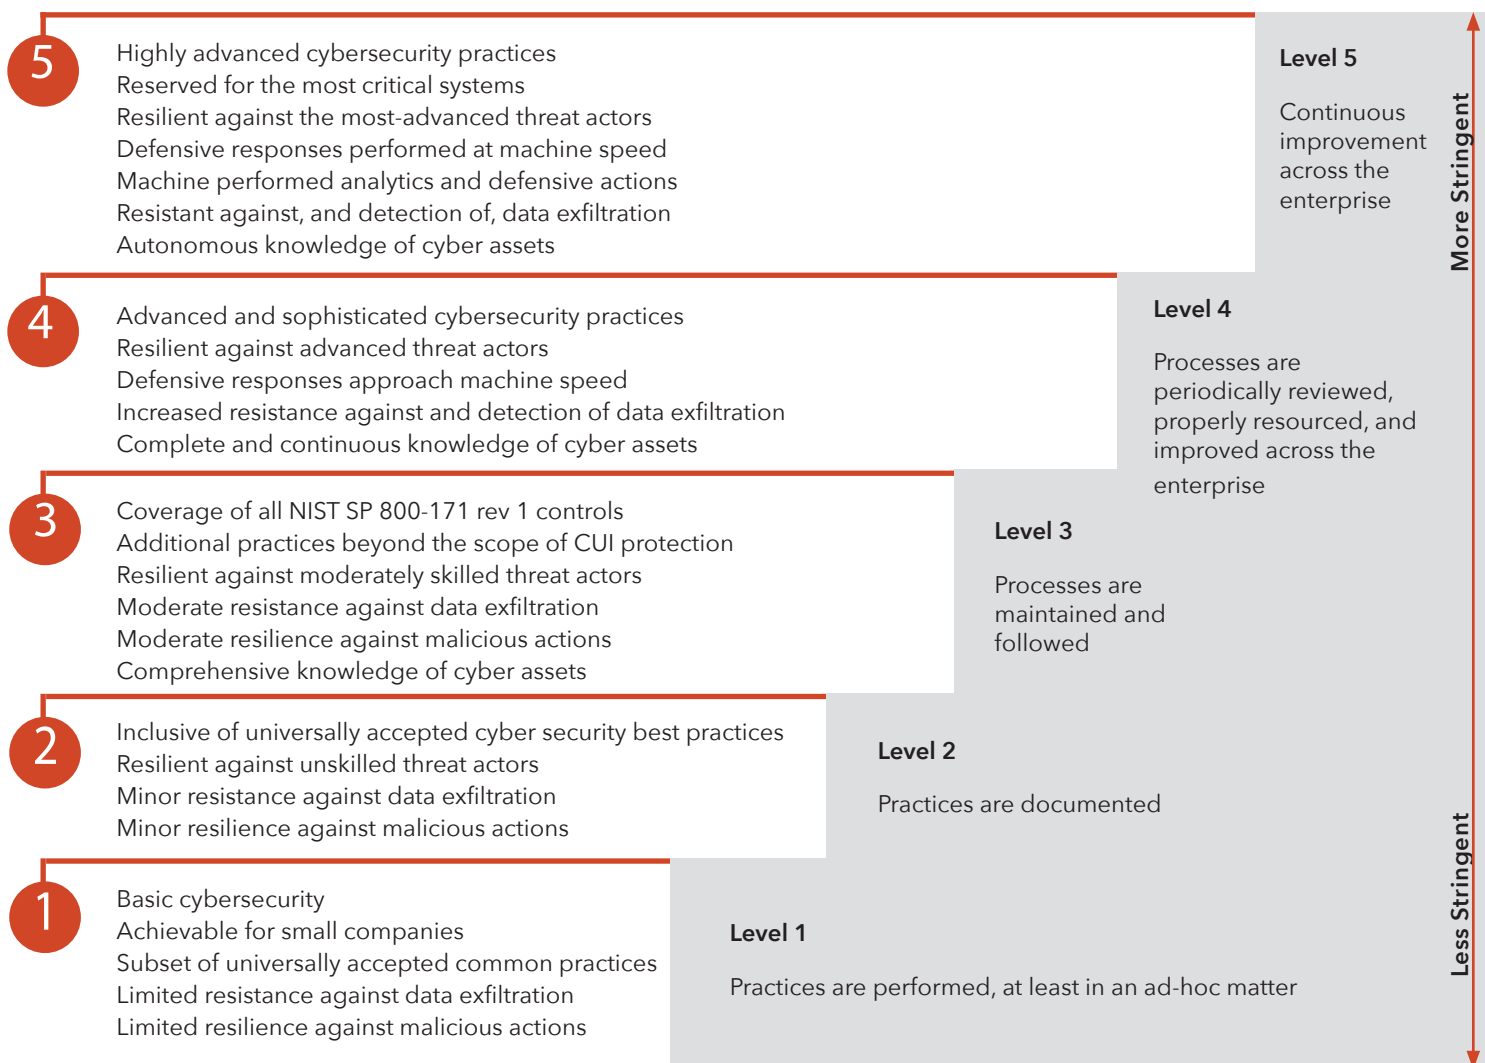 5
Highly advanced cybersecurity practices
Reserved for the most critical systems
Resilient against the most-advanced threat actors
Defensive responses performed at machine speed
Machine performed analytics and defensive actions
Resistant against, and detection of, data exfiltration
Autonomous knowledge of cyber assets
Level 5
Continuous
improvement
across the
enterprise
More Stringent
4
Advanced and sophisticated cybersecurity practices
Resilient against advanced threat actors
Defensive responses approach machine speed
Increased resistance against and detection of data exfiltration
Complete and continuous knowledge of cyber assets
Level 4
Processes are
periodically reviewed,
properly resourced, and
improved across the
enterprise
3
Coverage of all NIST SP 800-171 rev 1 controls
Additional practices beyond the scope of CUI protection
Resilient against moderately skilled threat actors
Moderate resistance against data exfiltration
Moderate resilience against malicious actions
Comprehensive knowledge of cyber assets
Level 3
Processes are
maintained and
followed
2
Inclusive of universally accepted cyber security best practices
Resilient against unskilled threat actors
Minor resistance against data exfiltration
Minor resilience against malicious actions
Level 2
Practices are documented
1
Basic cybersecurity
Achievable for small companies
Subset of universally accepted common practices
Limited resistance against data exfiltration
Limited resilience against malicious actions
Level 1
Practices are performed, at least in an ad-hoc matter
Less Stringent